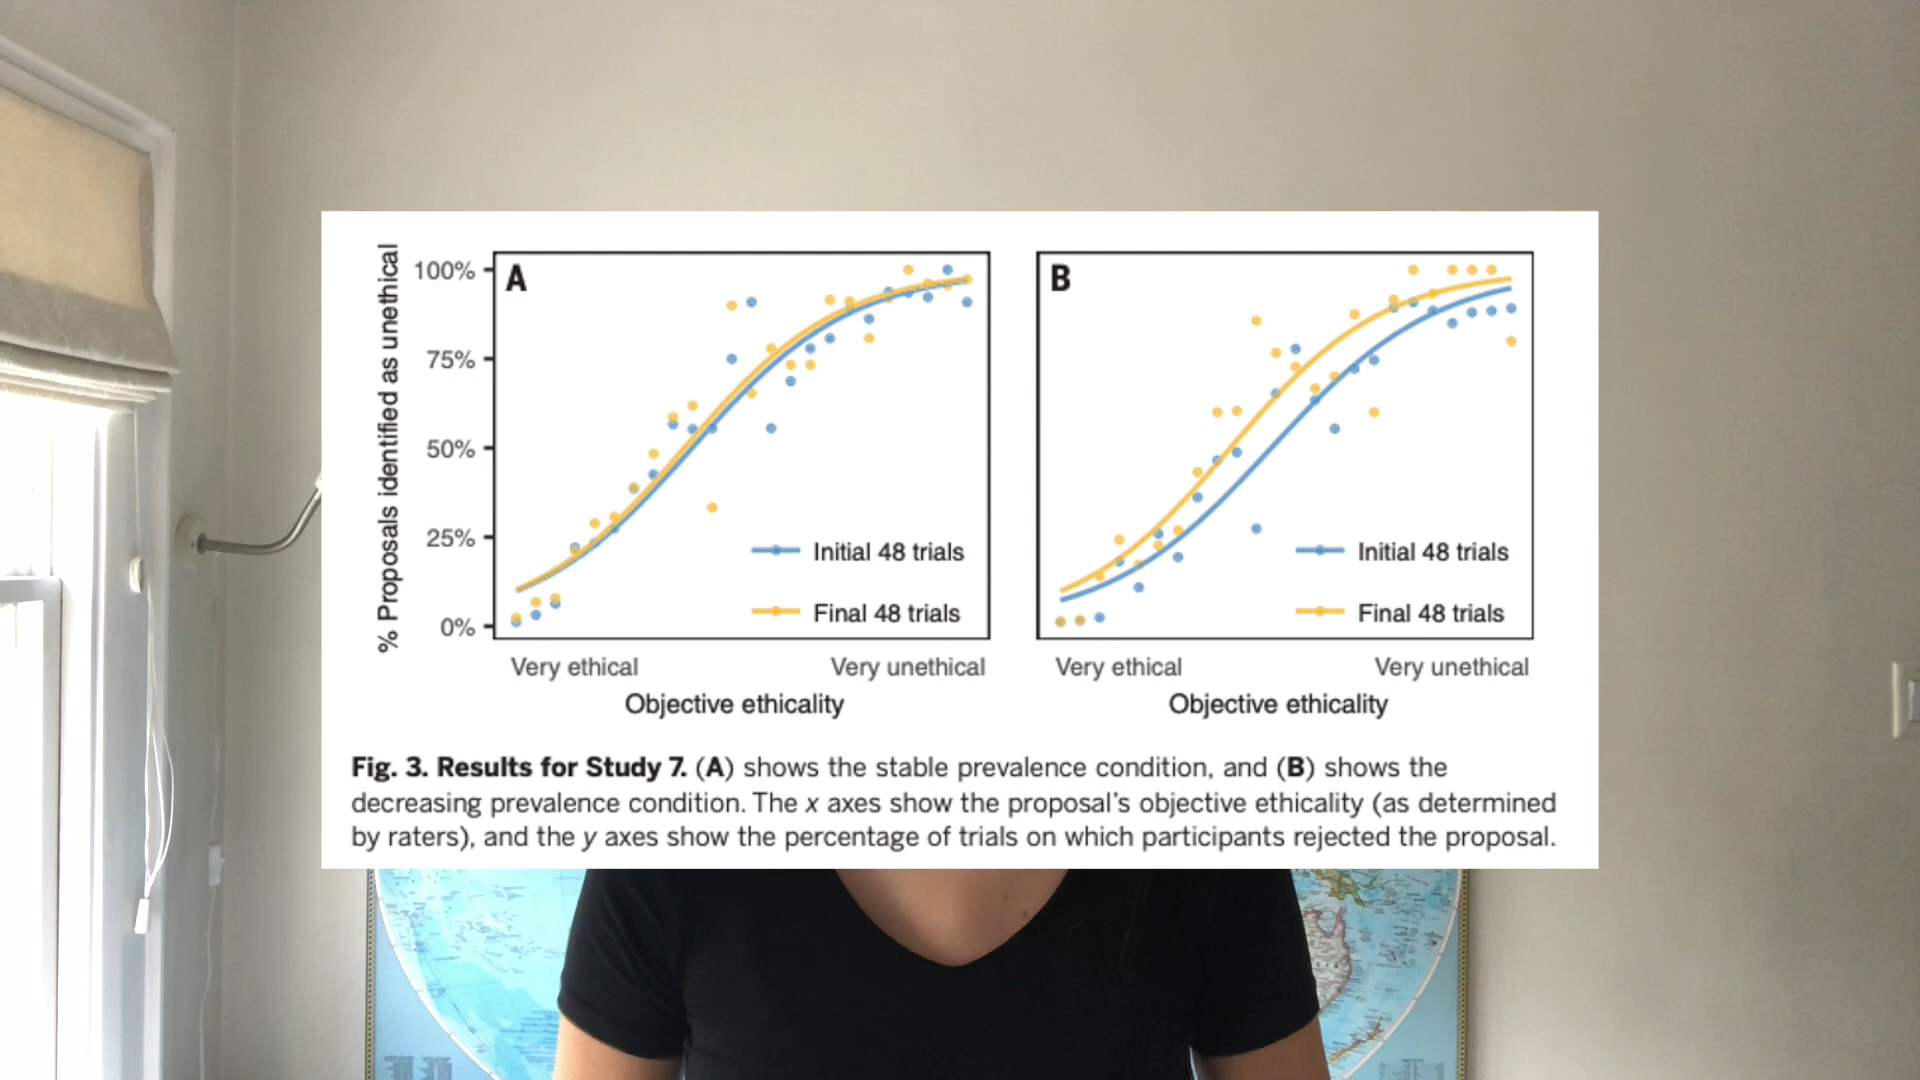 % Proposals identified as unethical
100%
75%
50%
25%
0%
A
Initial 48 trials
Final 48 trials
Very ethical
Very unethical
Objective ethicality
B
Initial 48 trials
Final 48 trials
Very ethical
Very unethical
Objective ethicality
Fig. 3. Results for Study 7. (A) shows the stable prevalence condition, and (B) shows the
decreasing prevalence condition. The x axes show the proposal's objective ethicality (as determined
by raters), and the y axes show the percentage of trials on which participants rejected the proposal.